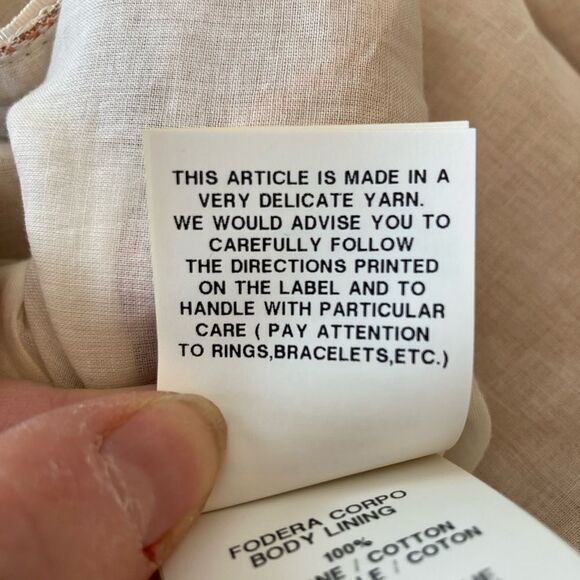 THIS ARTICLE IS MADE IN A
VERY DELICATE YARN.
WE WOULD ADVISE YOU TO
CAREFULLY FOLLOW
THE DIRECTIONS PRINTED
ON THE LABEL AND TO
HANDLE WITH PARTICULAR
CARE ( PAY ATTENTION
TO RINGS,BRACELETS,ETC.)
FODERA CORPO
BODY LINING
100%
/ COTTON
/ COTON